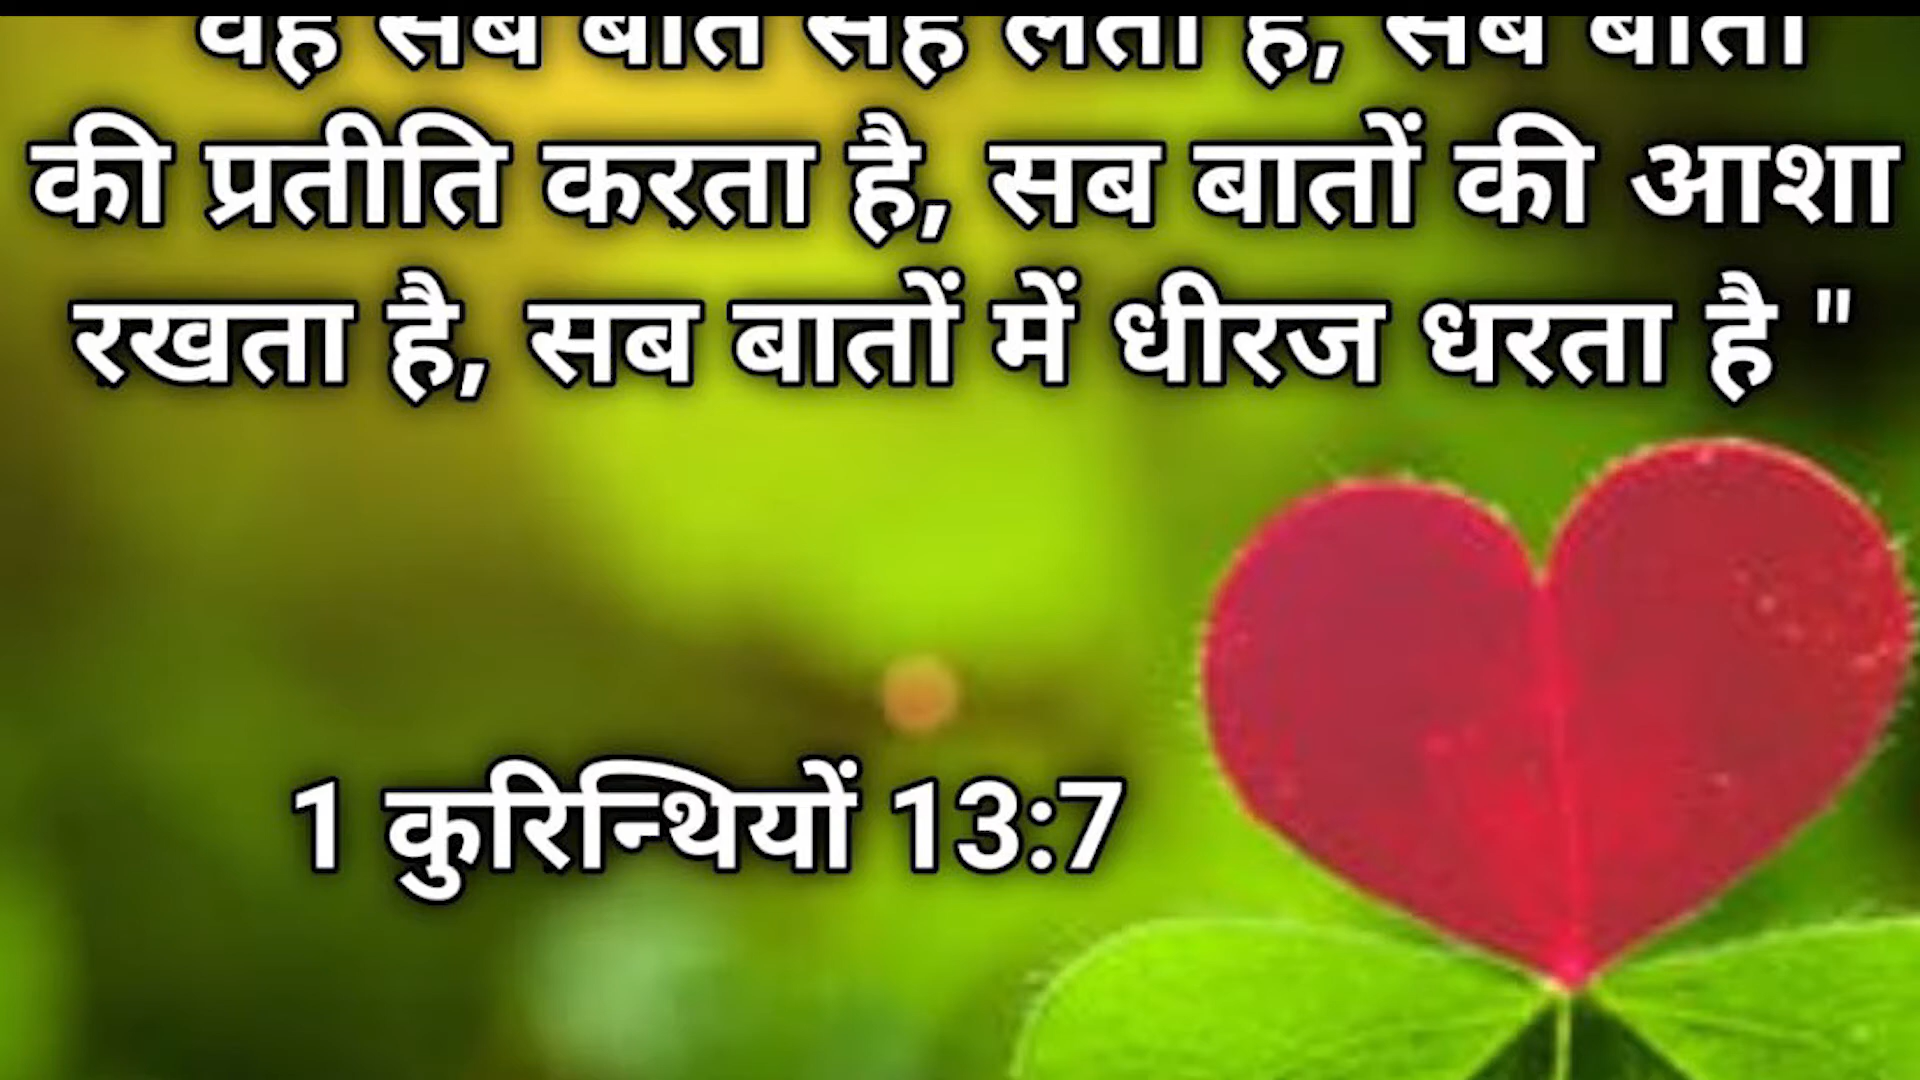 वह सब बातें सह लेता है, सब बातों
की प्रतीति करता है, सब बातों की आशा
रखता है, सब बातों में धीरज धरता है "
1 कुरिन्थियों 13:7